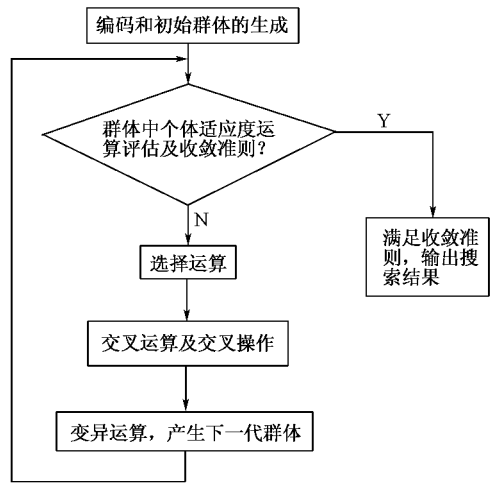 编码和初始群体的生成
群体中个体适应度运
算评估及收敛准则?
Y
N
满足收敛准
则,输出搜
索结果
选择运算
交叉运算及交叉操作
变异运算,产生下一代群体